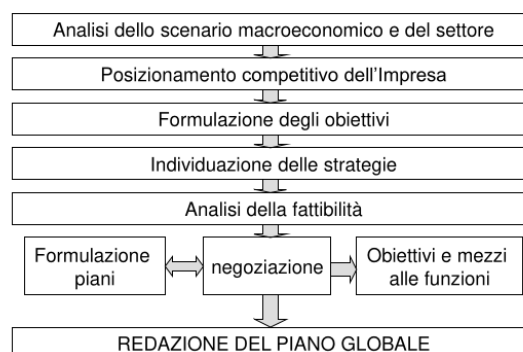 Analisi dello scenario macroeconomico e del settore
Posizionamento competitivo dell'Impresa
Formulazione degli obiettivi
Individuazione delle strategie
Analisi della fattibilità
Formulazione
piani
negoziazione
Obiettivi e mezzi
alle funzioni
REDAZIONE DEL PIANO GLOBALE